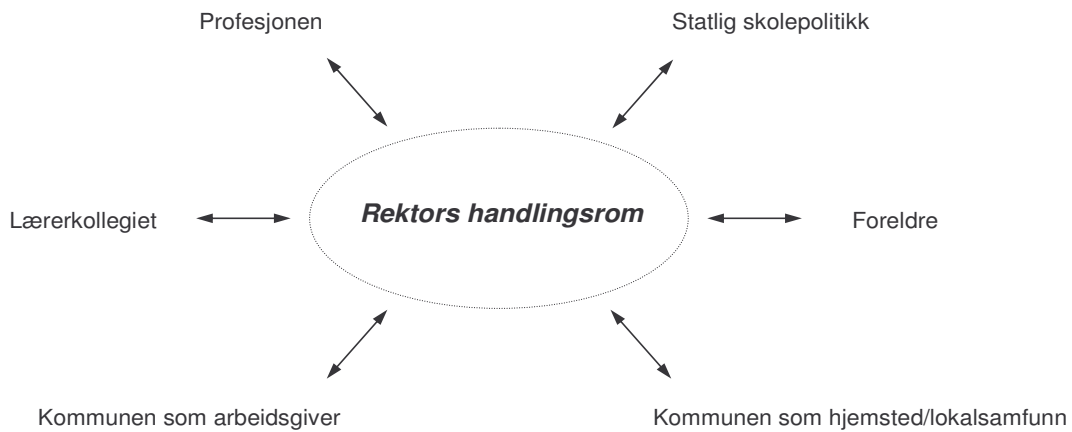 Profesjonen
Statlig skolepolitikk
Rektors handlingsrom
Lærerkollegiet
Foreldre
Kommunen som arbeidsgiver
Kommunen som hjemsted/lokalsamfunn